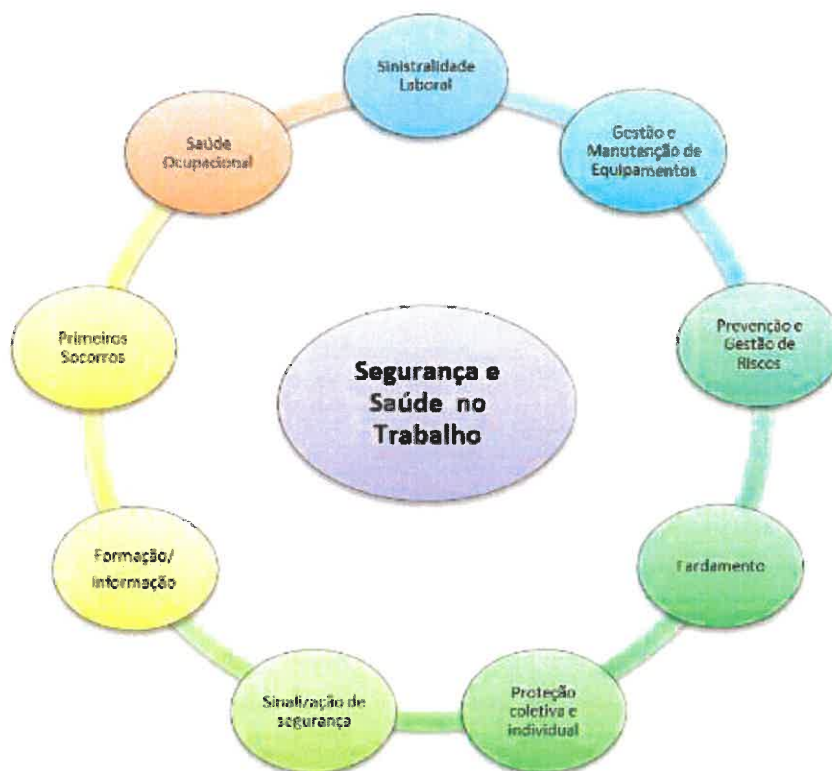 Sinistralidade
Laboral
Gestão e
Manutenção de
Equipamentos
Prevenção e
Gestão de
Riscos
Fardamento
Proteção
coletiva e
individual
Sinalização de
segurança
Formação/
Informação
Primeiros
Socorros
Saúde
Ocupacional
Segurança e
Saúde no
Trabalho